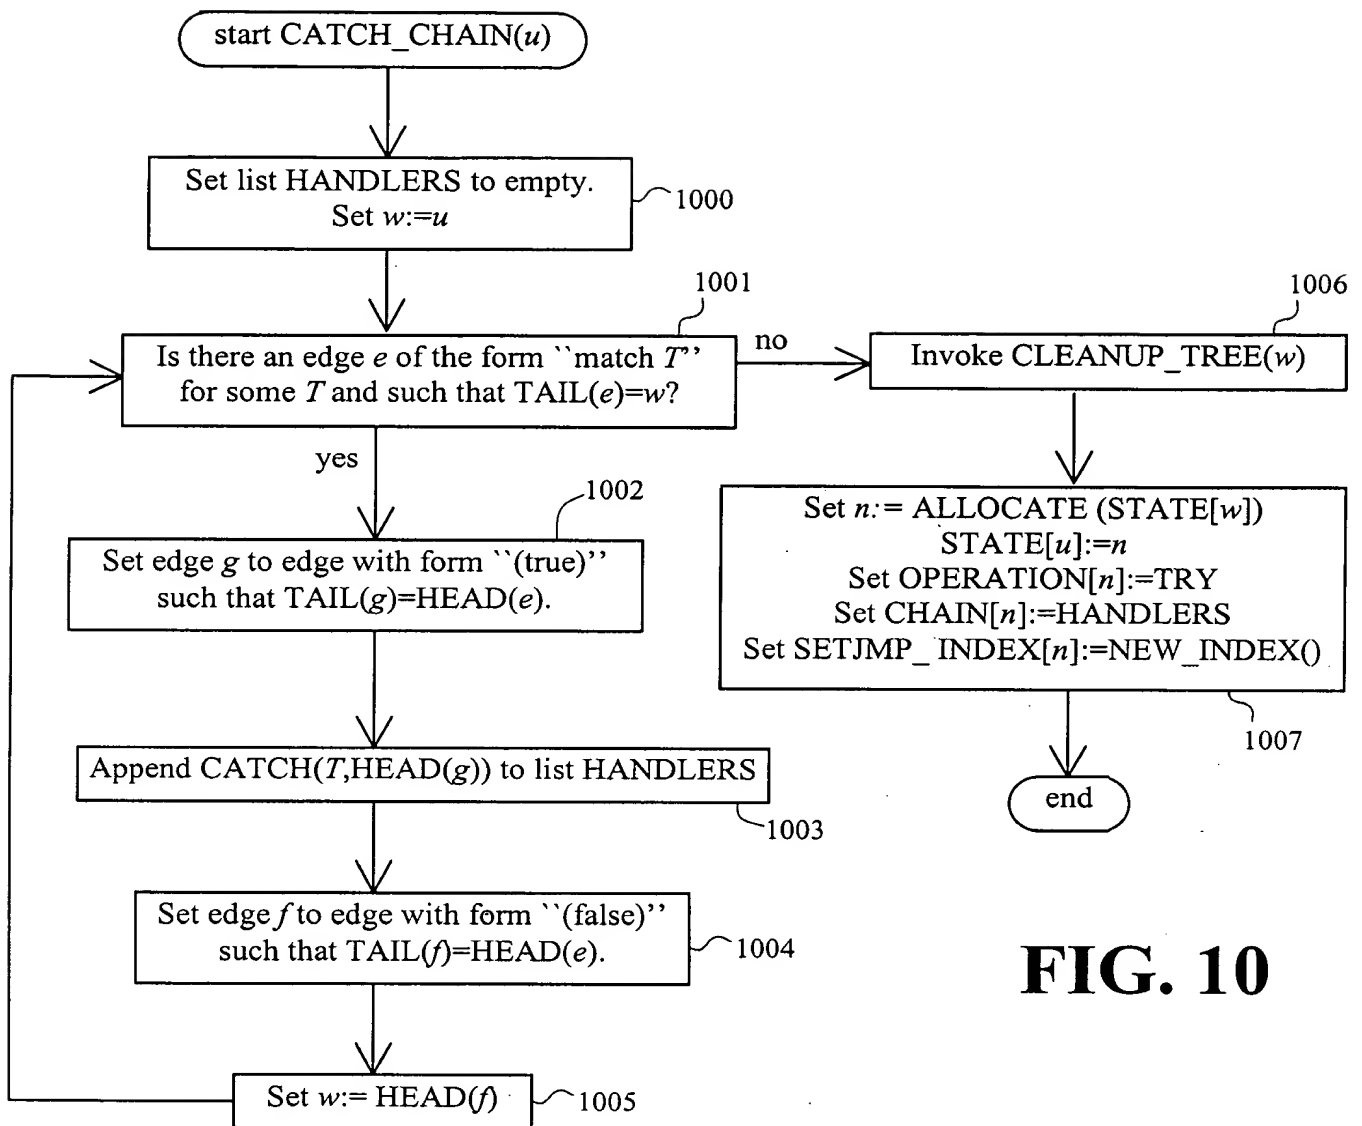 start CATCH_CHAIN(u)
Set list HANDLERS to empty.
Set w:=u
1000
1001
Is there an edge e of the form ``match T''
for some T and such that TAIL(e)=w?
no
1006
Invoke CLEANUP_TREE(w)
yes
1002
Set edge g to edge with form ``(true)''
such that TAIL(g)=HEAD(e).
Set n:= ALLOCATE (STATE[w])
STATE[u]:=n
Set OPERATION[n]:=TRY
Set CHAIN[n]:=HANDLERS
Set SETJMP_ INDEX[n]:=NEW_INDEX()
1007
Append CATCH(T,HEAD(g)) to list HANDLERS
1003
end
Set edge f to edge with form ``(false)''
such that TAIL(f)=HEAD(e).
1004
FIG. 10
Set w:= HEAD(f)
1005